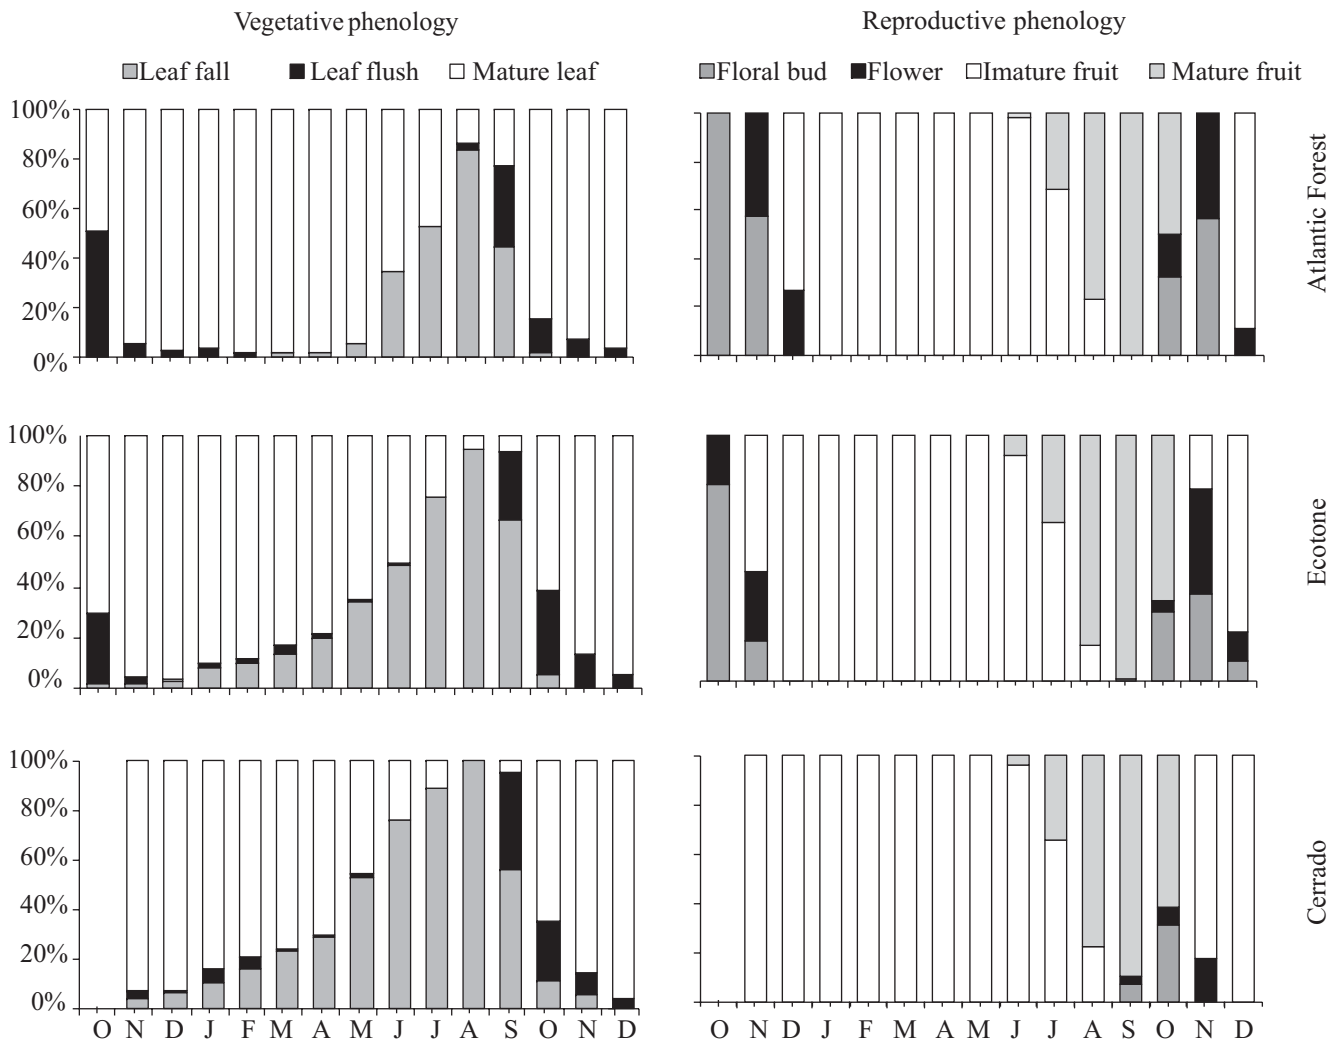 Vegetative phenology
Reproductive phenology
Leaf fall Leaf flush Mature leaf
Floral bud Flower Imature fruit Mature fruit
100%
80%
60%
40%
20%
0%
Atlantic Forest
100%
80%
60%
40%
20%
0%
Ecotone
100%
80%
60%
40%
20%
0%
Cerrado
O N D J F M A M J J A S O N D
O N D J F M A M J J A S O N D